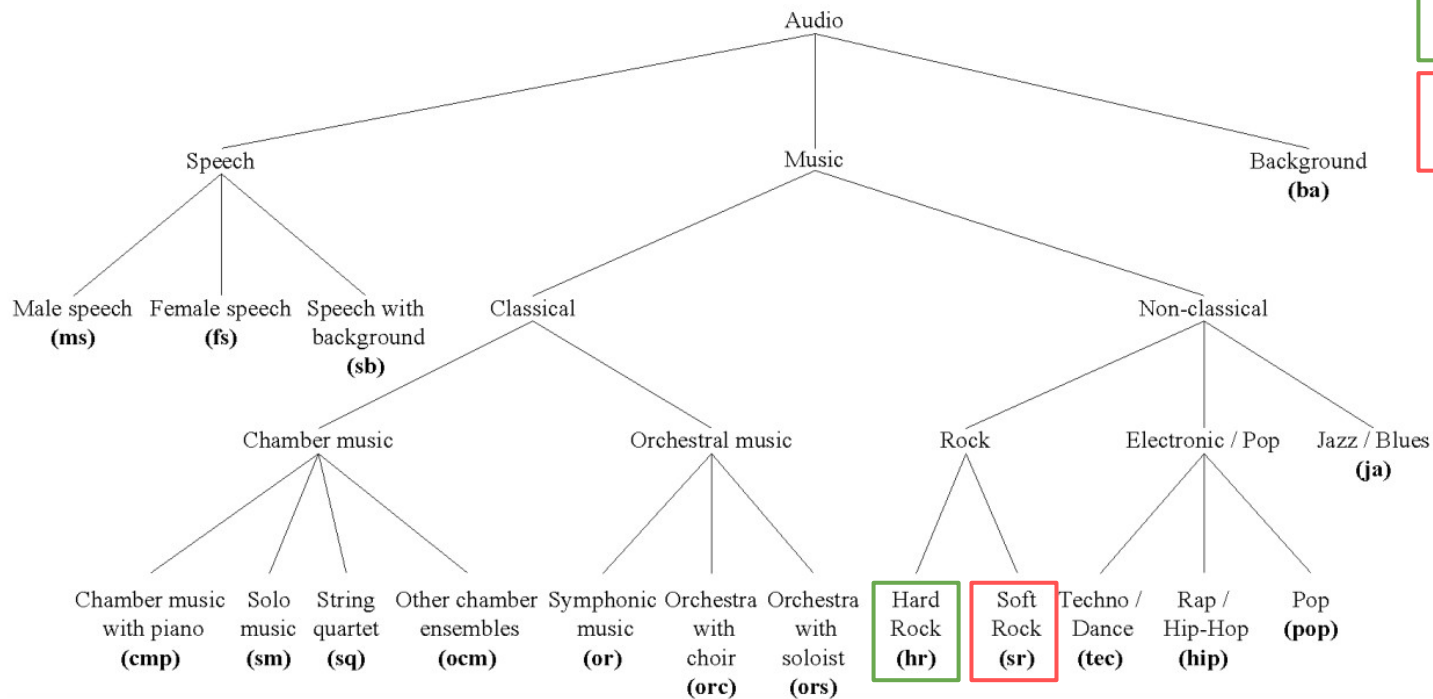 Audio
Speech
Music
Background
(ba)
Male speech
(ms)
Female speech
(fs)
Speech with
background
(sb)
Classical
Non-classical
Chamber music
Orchestral music
Rock
Electronic / Pop
Jazz / Blues
(ja)
Chamber music
with piano
(cmp)
Solo
music
(sm)
String
quartet
(sq)
Other chamber
ensembles
(ocm)
Symphonic
music
(or)
Orchestra
with
choir
(orc)
Orchestra
with
soloist
(ors)
Hard
Rock
(hr)
Soft
Rock
(sr)
Techno /
Dance
(tec)
Rap /
Hip-Hop
(hip)
Pop
(pop)